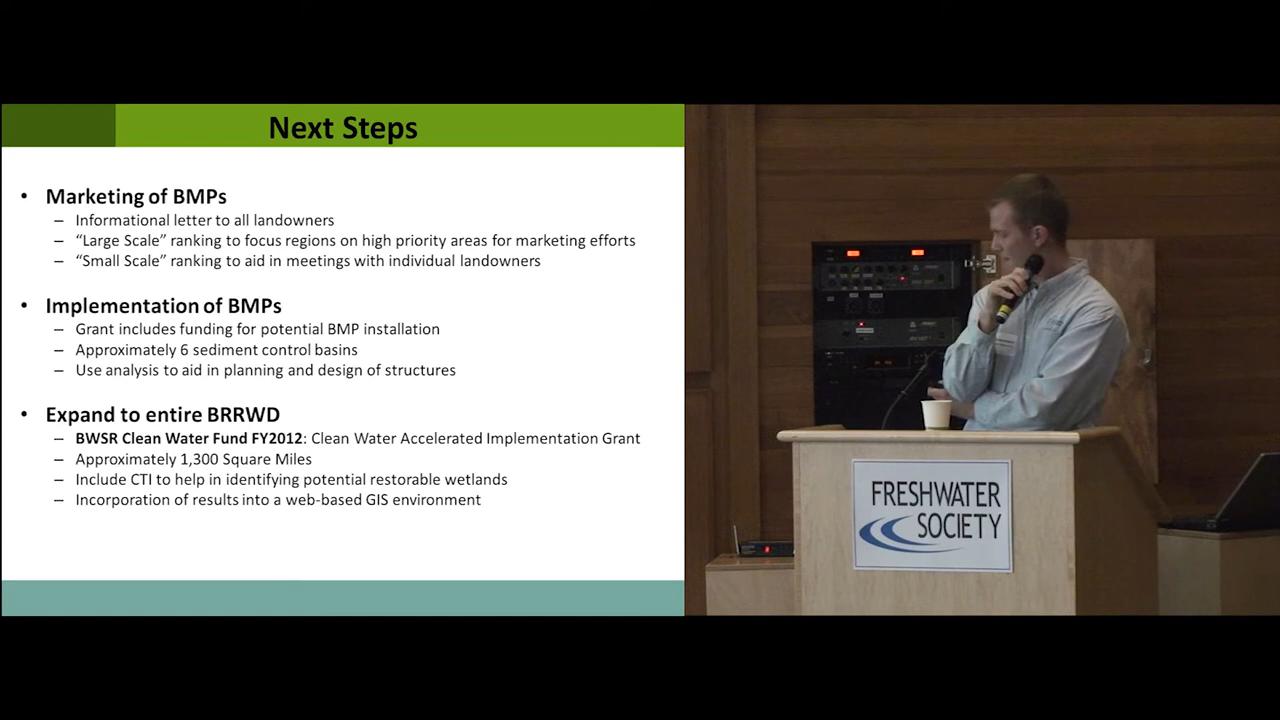 Next Steps
• Marketing of BMPs
– Informational letter to all landowners
– “Large Scale” ranking to focus regions on high priority areas for marketing efforts
– “Small Scale” ranking to aid in meetings with individual landowners
• Implementation of BMPs
– Grant includes funding for potential BMP installation
– Approximately 6 sediment control basins
– Use analysis to aid in planning and design of structures
• Expand to entire BRRWD
– BWSR Clean Water Fund FY2012: Clean Water Accelerated Implementation Grant
– Approximately 1,300 Square Miles
– Include CTI to help in identifying potential restorable wetlands
– Incorporation of results into a web-based GIS environment
FRESHWATER
SOCIETY